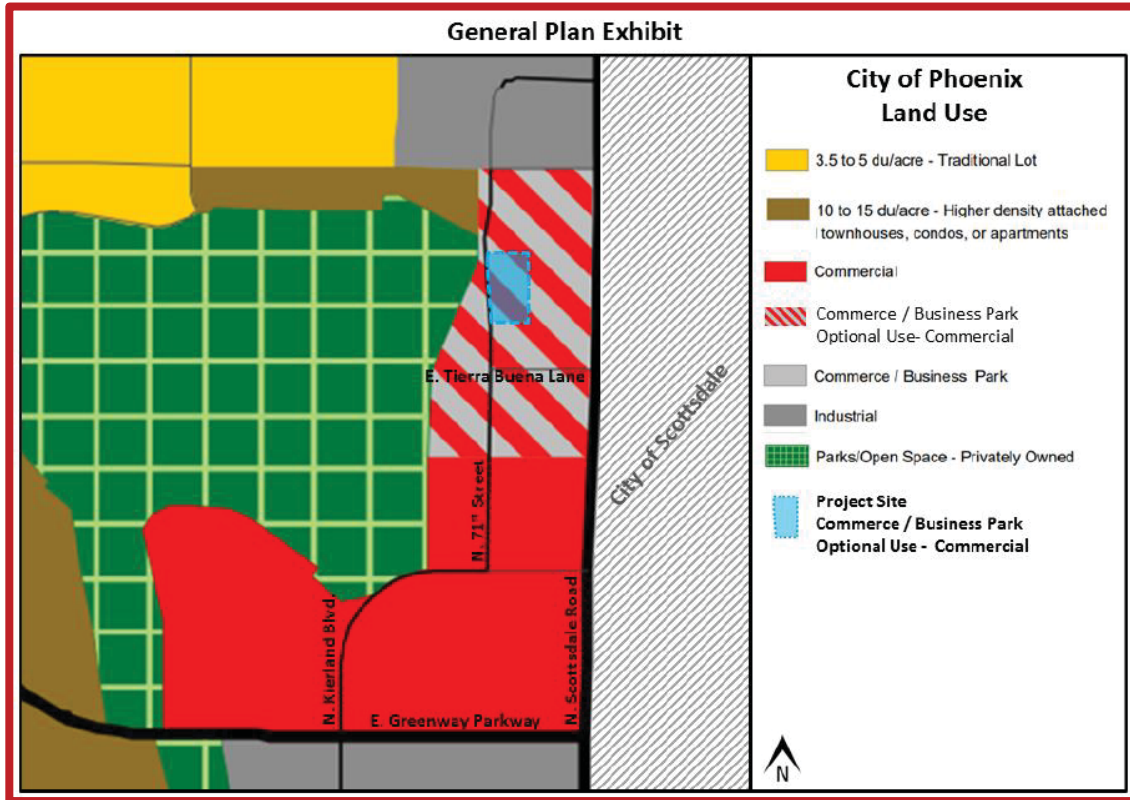 General Plan Exhibit
City of Phoenix
Land Use
3.5 to 5 du/acre - Traditional Lot
10 to 15 du/acre - Higher density attached
townhouses, condos, or apartments
Commercial
Commerce / Business Park
Optional Use- Commercial
Commerce / Business Park
Industrial
Parks/Open Space - Privately Owned
Project Site
Commerce / Business Park
Optional Use - Commercial
E. Tierra Buena Lane
City of Scottsdale
N. 71st Street
N. Kierland Blvd.
N. Scottsdale Road
E. Greenway Parkway
N